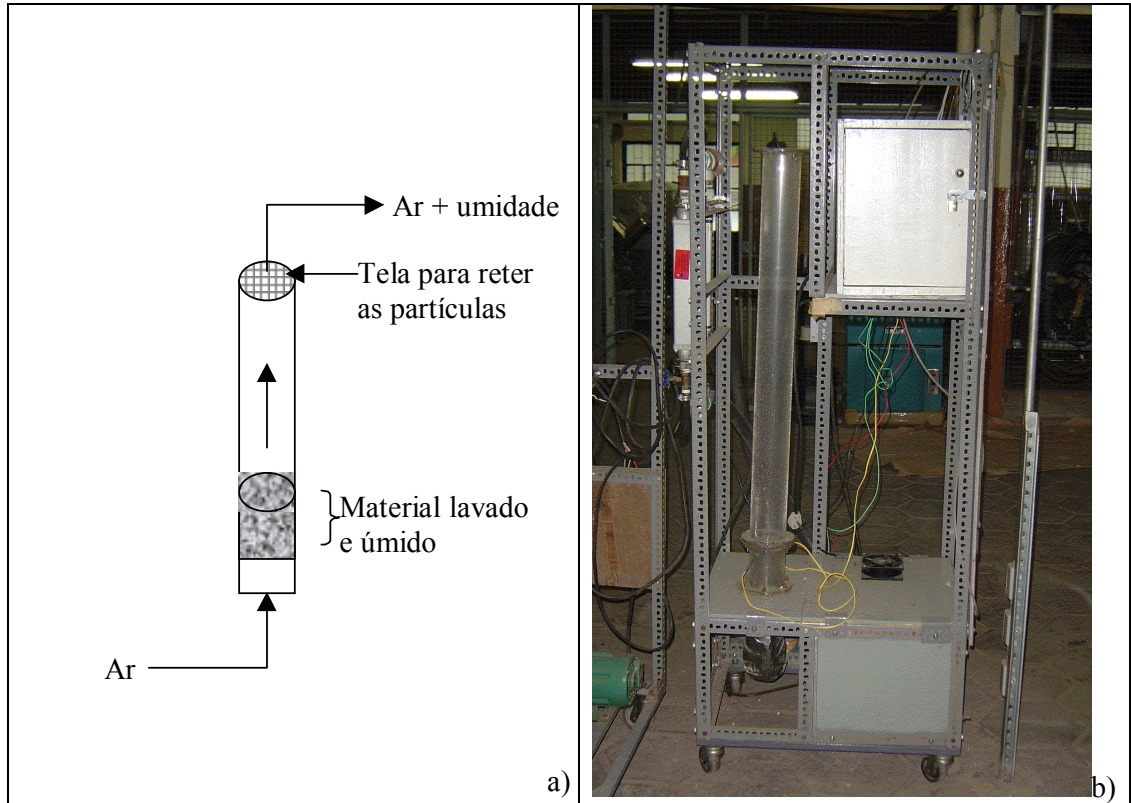 Ar + umidade
Tela para reter
as partículas
Material lavado
e úmido
Ar
a)
b)